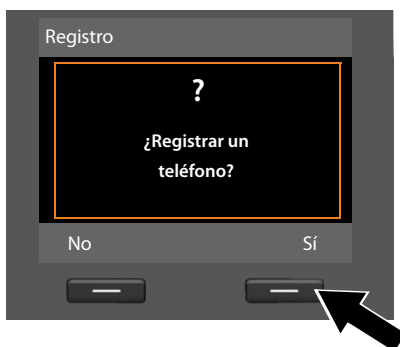 Registro
?
¿Registrar un
teléfono?
No Sí